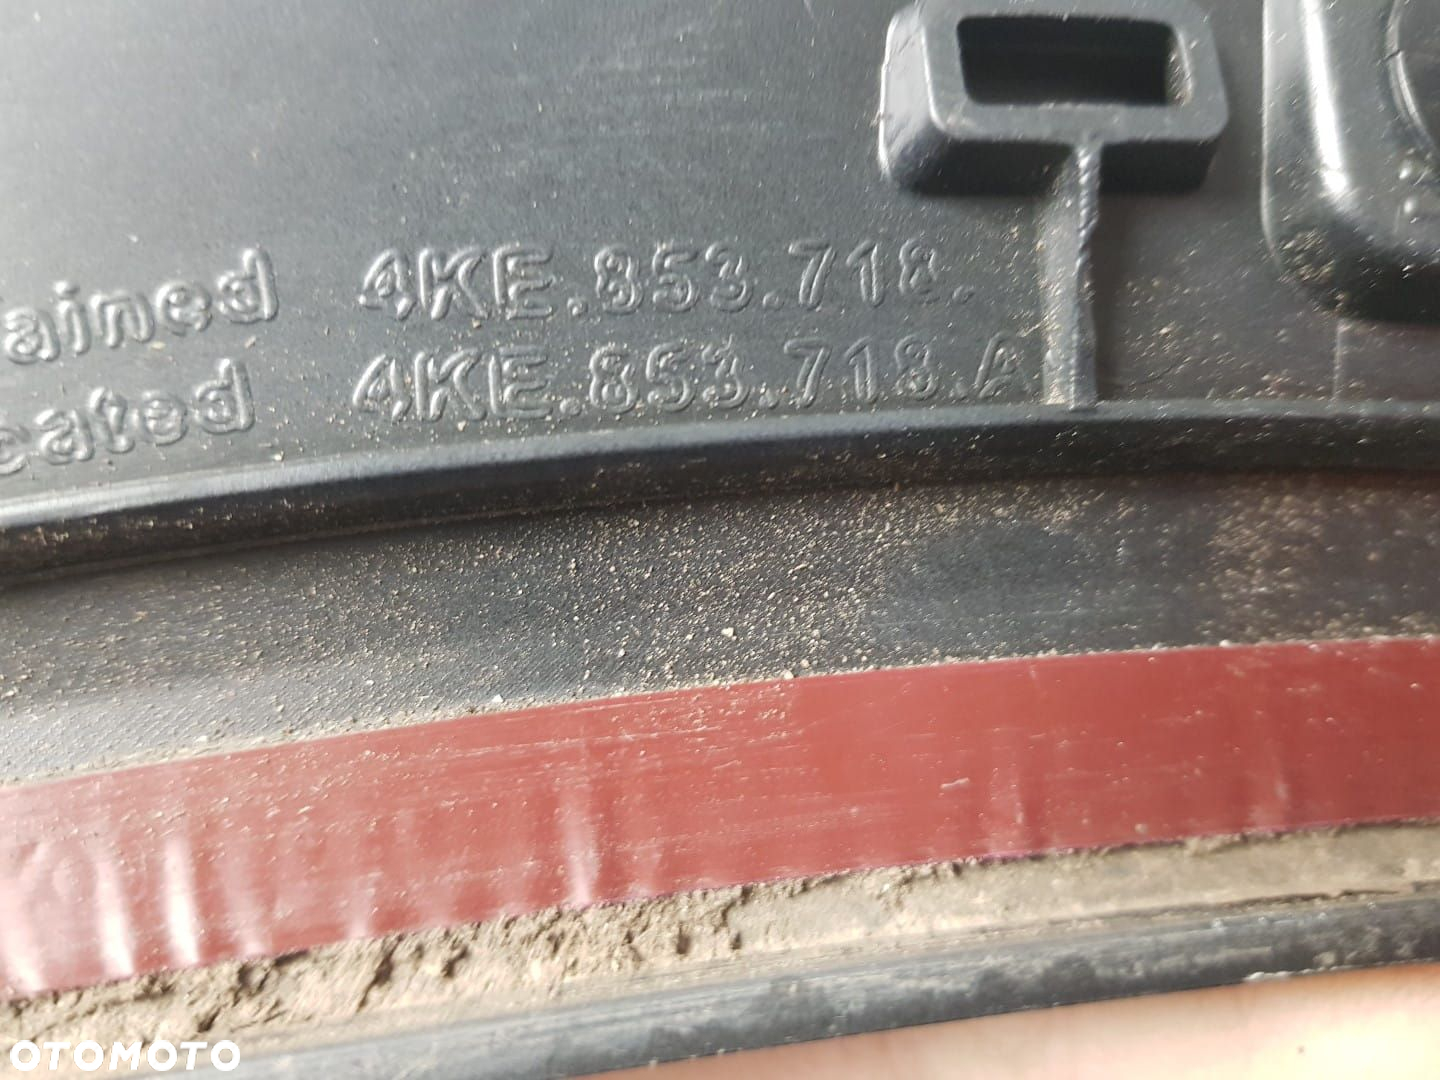 ained 4KE.853.718.
cated 4KE.853.718.A
OTOMOTO